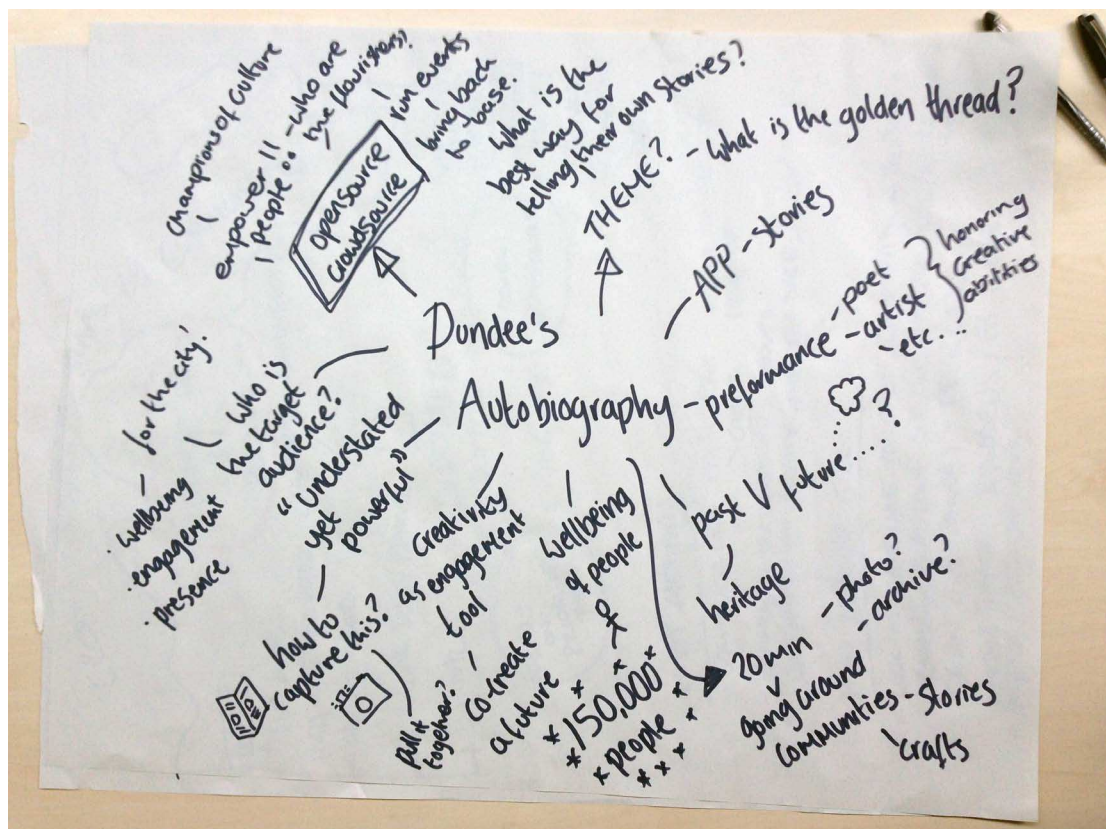 Champions of Culture
empower!!
people
- who are
the flourishers?
run events
bring back
to base.
opensource
crowdsource
what is the
best way for
telling their own stories?
THEME? - What is the golden thread?
APP - stories
Dundee's
Autobiography - preformance - poet
- artist
etc...
honoring
creative
abilities
past V future ....?
heritage
20min - photo?
- archive?
going around
communities - stories
crafts
wellbeing
of people
*150,000*
people
creativity
as engagement
tool
co-create
a future
"understated
yet
powerful"
how to
capture this?
pull it
together?
who is
the target
audience?
for the city!
· wellbeing
· engagement
· presence